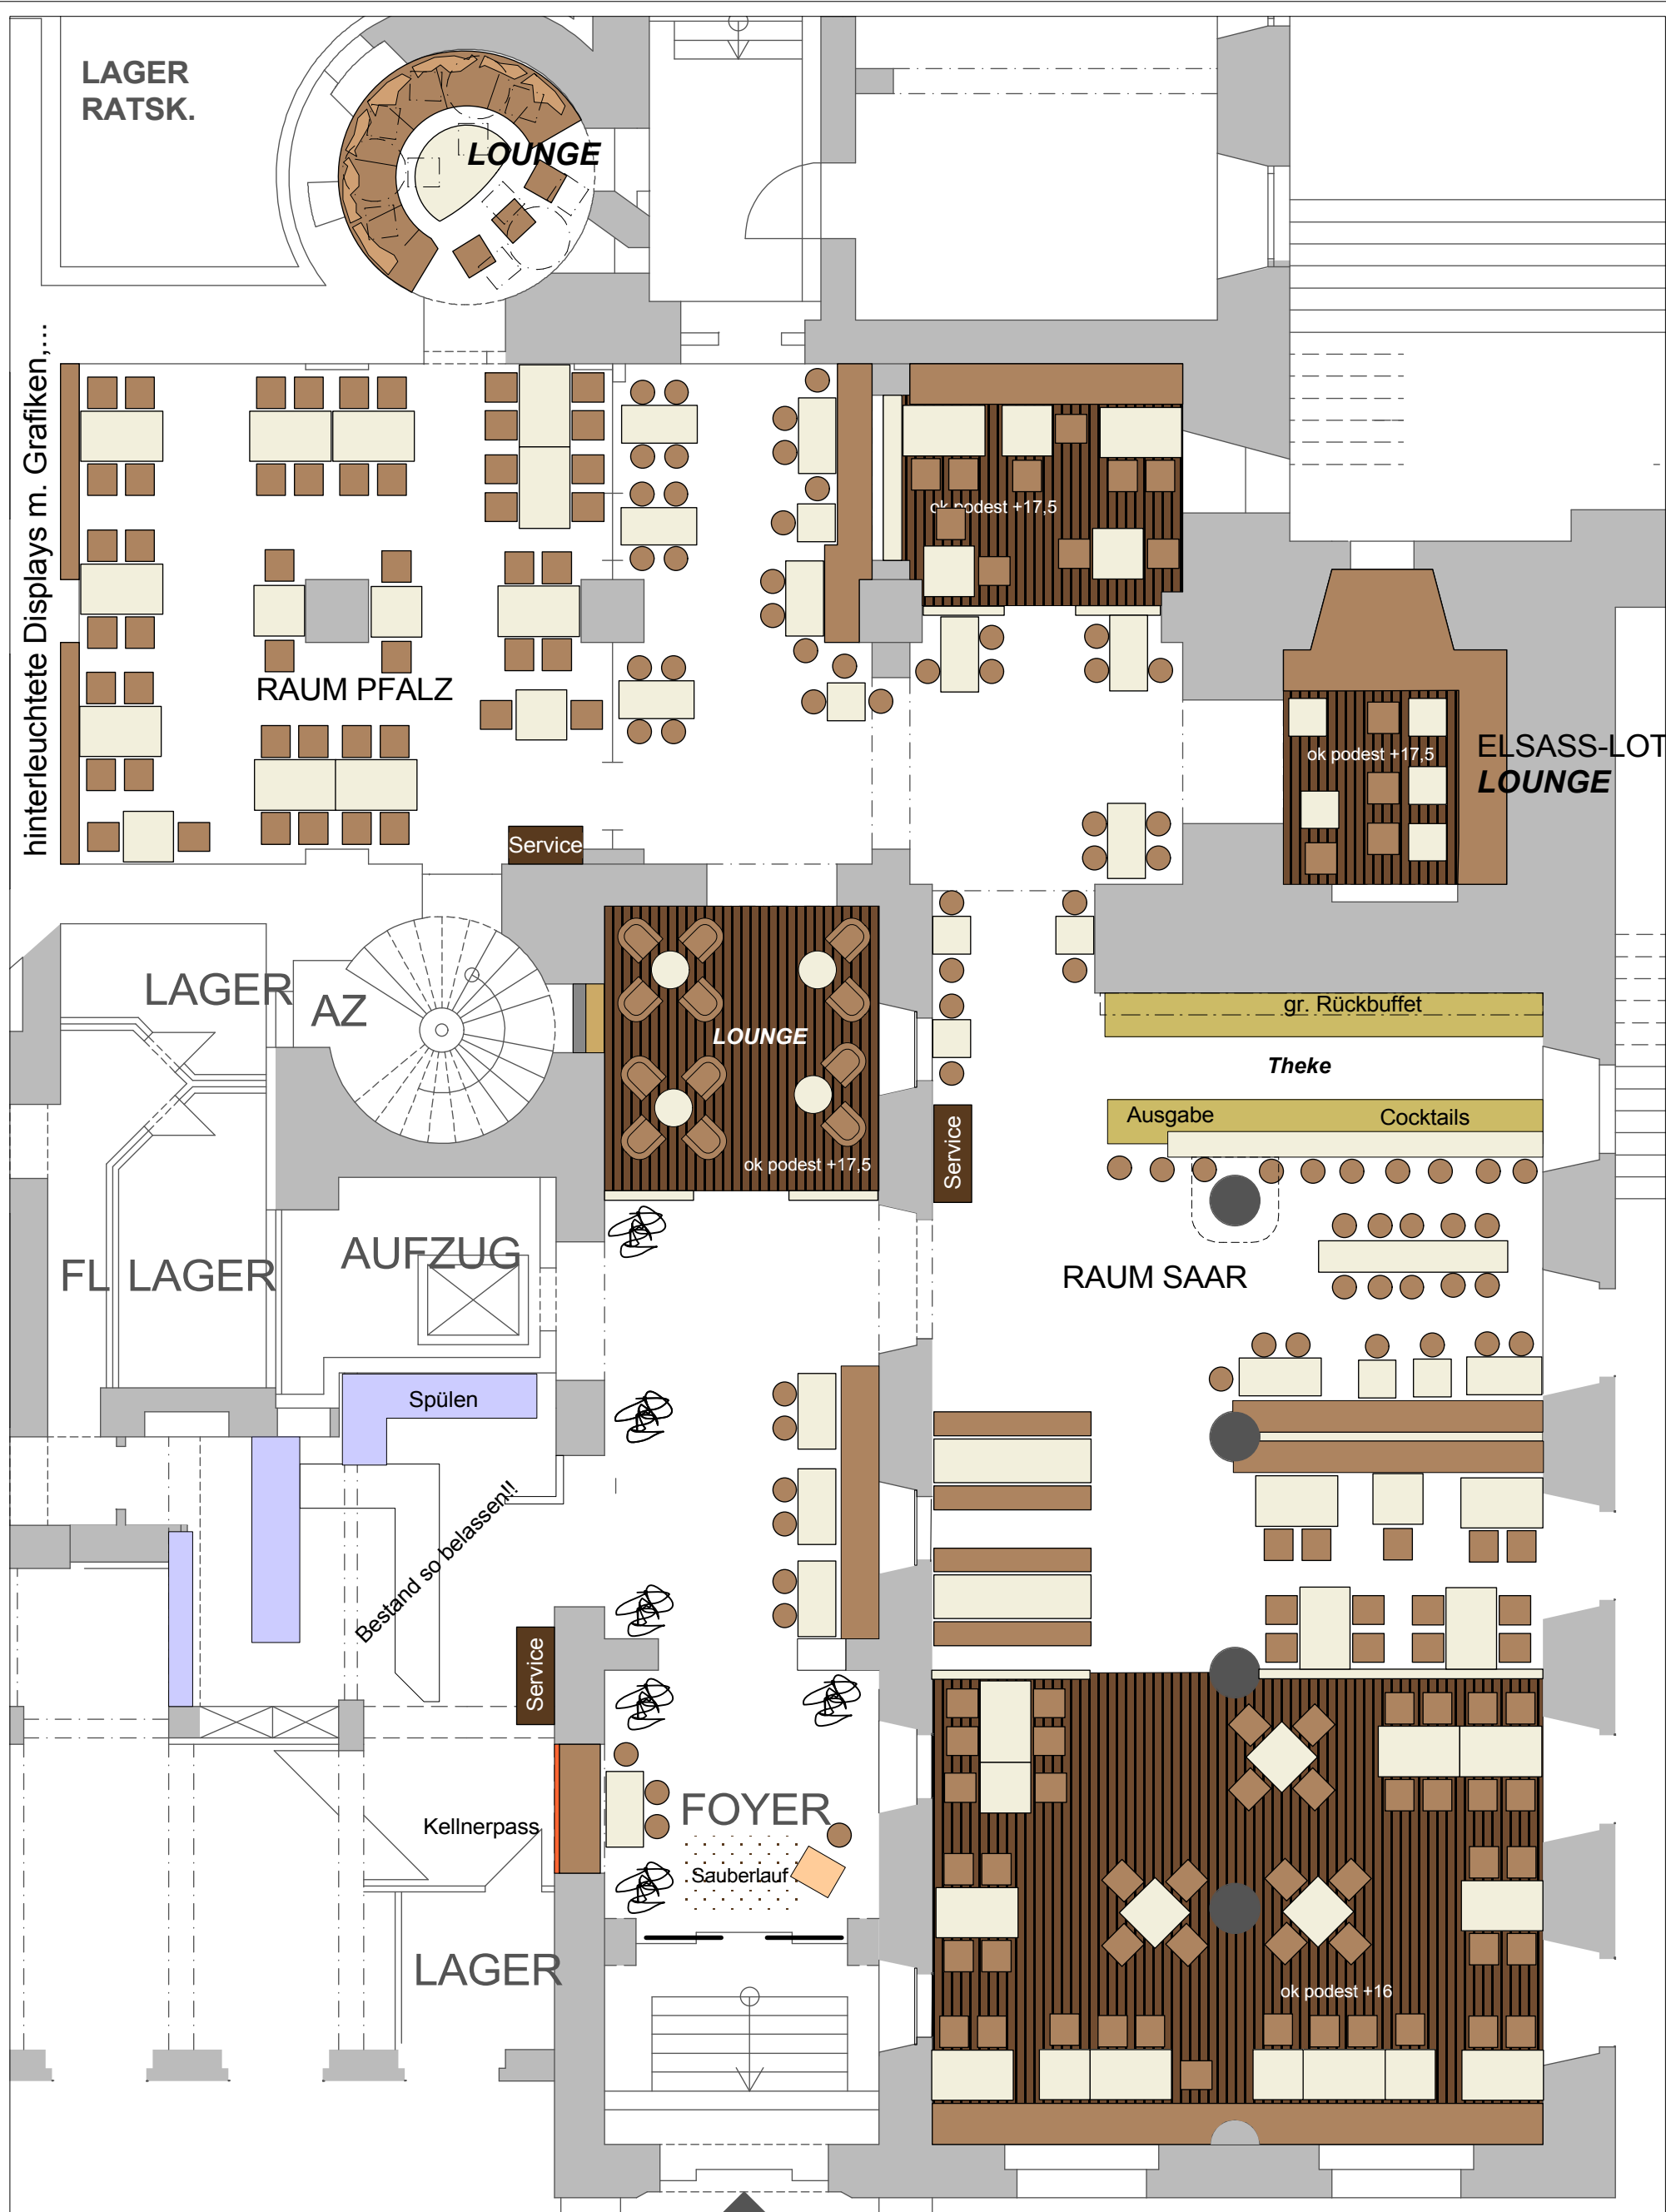 LAGER
RATSK.
LOUNGE
hinterleuchtete Displays m. Grafiken,...
ok podest +17,5
RAUM PFALZ
ok podest +17,5
ELSASS-LOT
LOUNGE
Service
LAGER
AZ
LOUNGE
ok podest +17,5
gr. Rückbuffet
Theke
Ausgabe
Cocktails
Service
FL LAGER
AUFZUG
RAUM SAAR
Spülen
Bestand so belassen!!
Service
Kellnerpass
FOYER
Sauberlauf
LAGER
ok podest +16